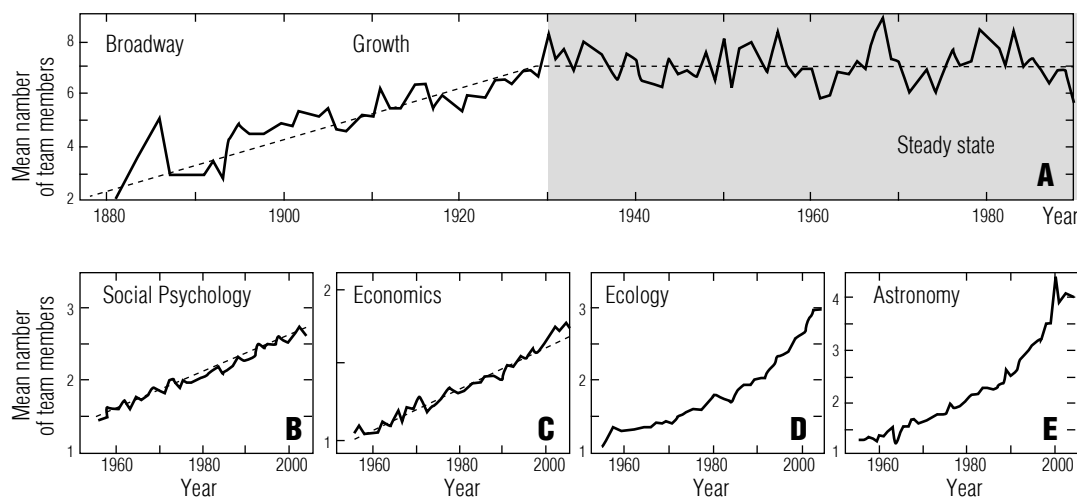 Mean namber
of team members
8
6
4
2
Broadway
Growth
Steady state
A
1880
1900
1920
1940
1960
1980
Year
Mean namber
of team members
3
2
1
Social Psychology
B
1960
1980
2000
Year
2
1
Economics
C
1960
1980
2000
Year
3
2
1
Ecology
D
1960
1980
2000
Year
4
3
2
1
Astronomy
E
1960
1980
2000
Year